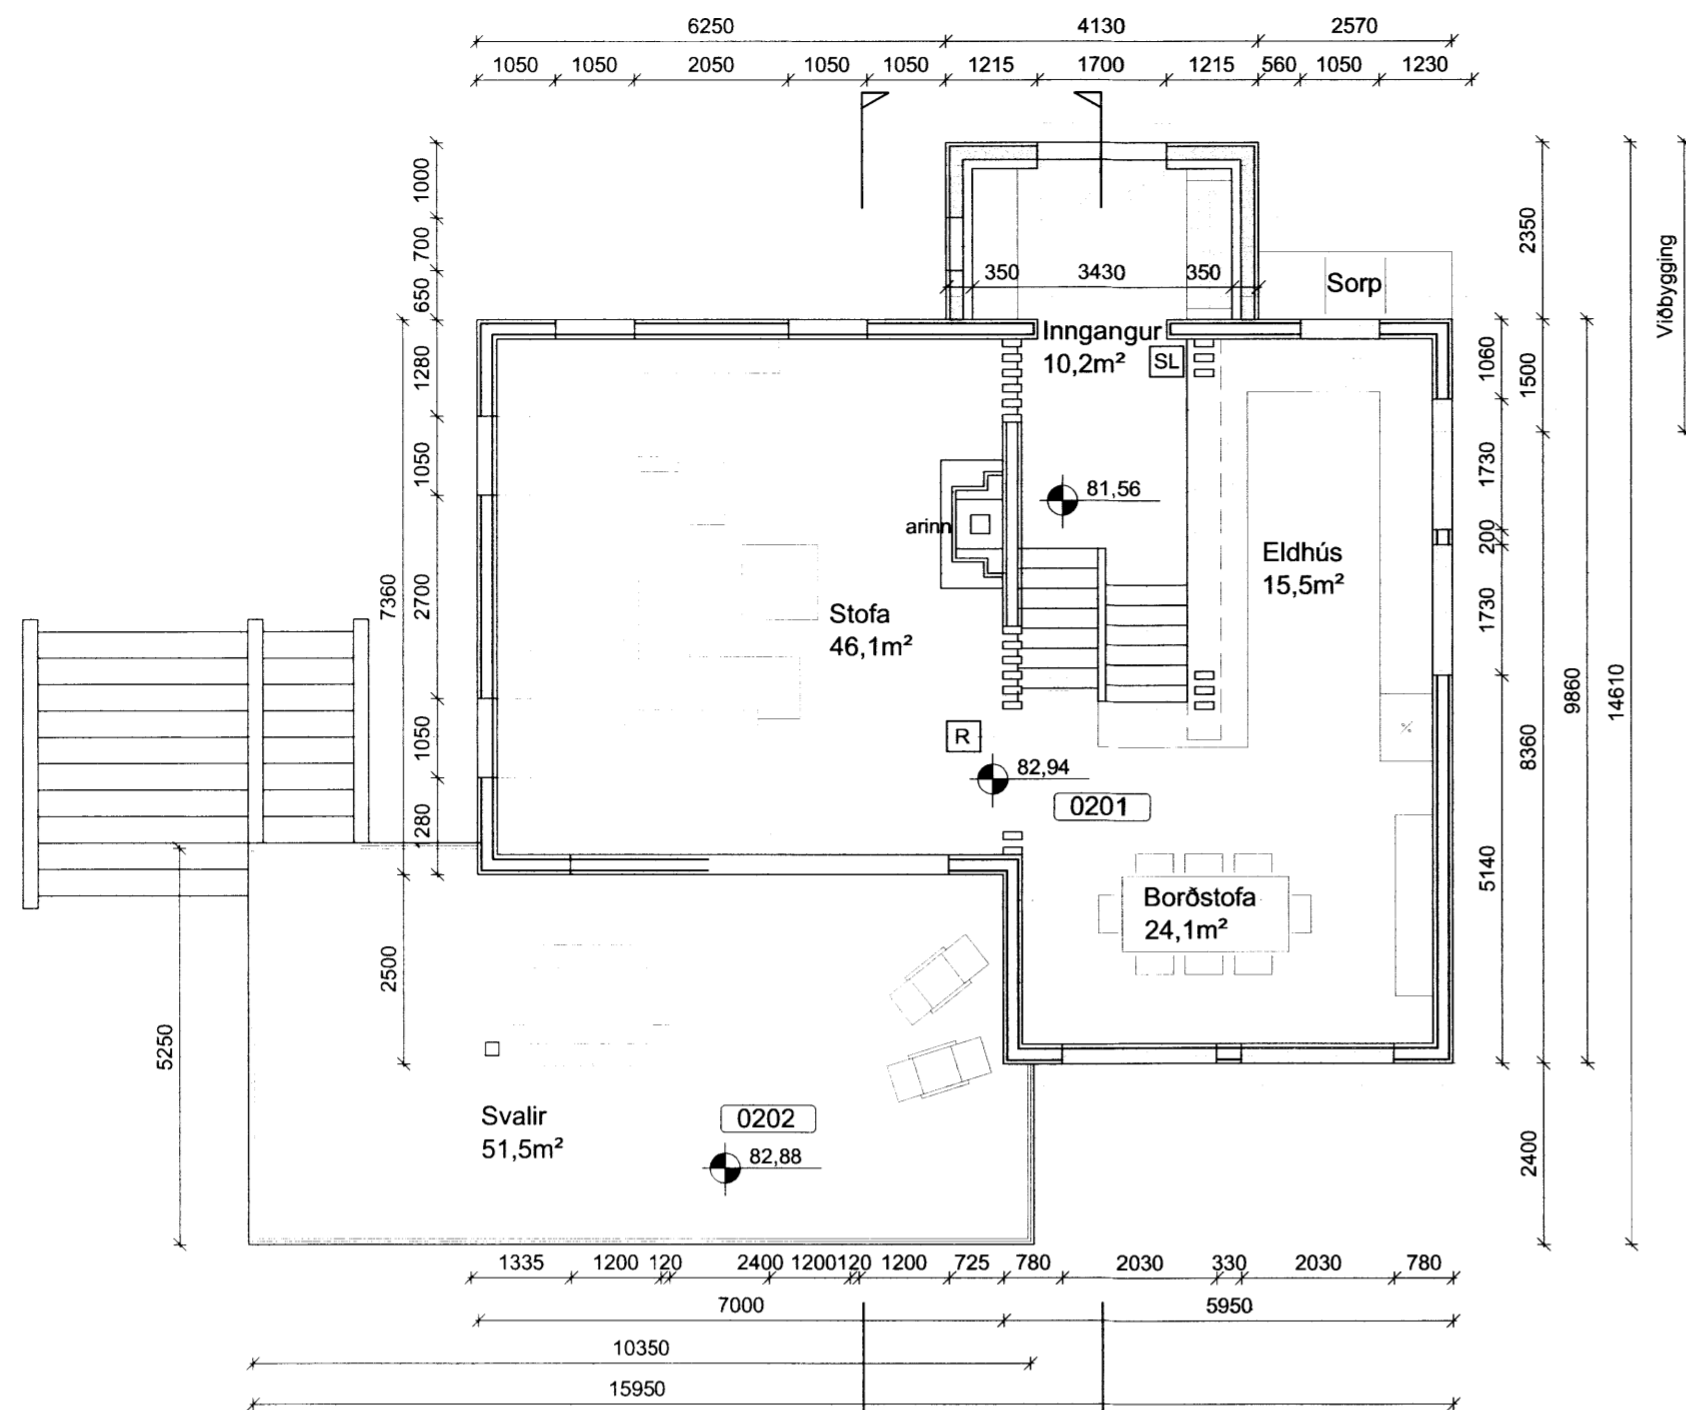 6250 4130 2570
1050 1050 2050 1050 1050 1215 1700 1215 560 1050 1230
1000
700
650
1280
1050
2700
1050
1280
7360
2500
5250
350 3430 350
Sorp
Inngangur
10,2m²
SL
81,56
arinn
Eldhús
15,5m²
Stofa
46,1m²
R
82,94
0201
Borðstofa
24,1m²
Svalir
51,5m²
0202
82,88
1060
1730
200
1730
5140
2350
1500
8360
2400
9860
14610
Viðbygging
1335 1200 120 2400 1200 120 1200 725 780 2030 330 2030 780
7000 5950
10350
15950